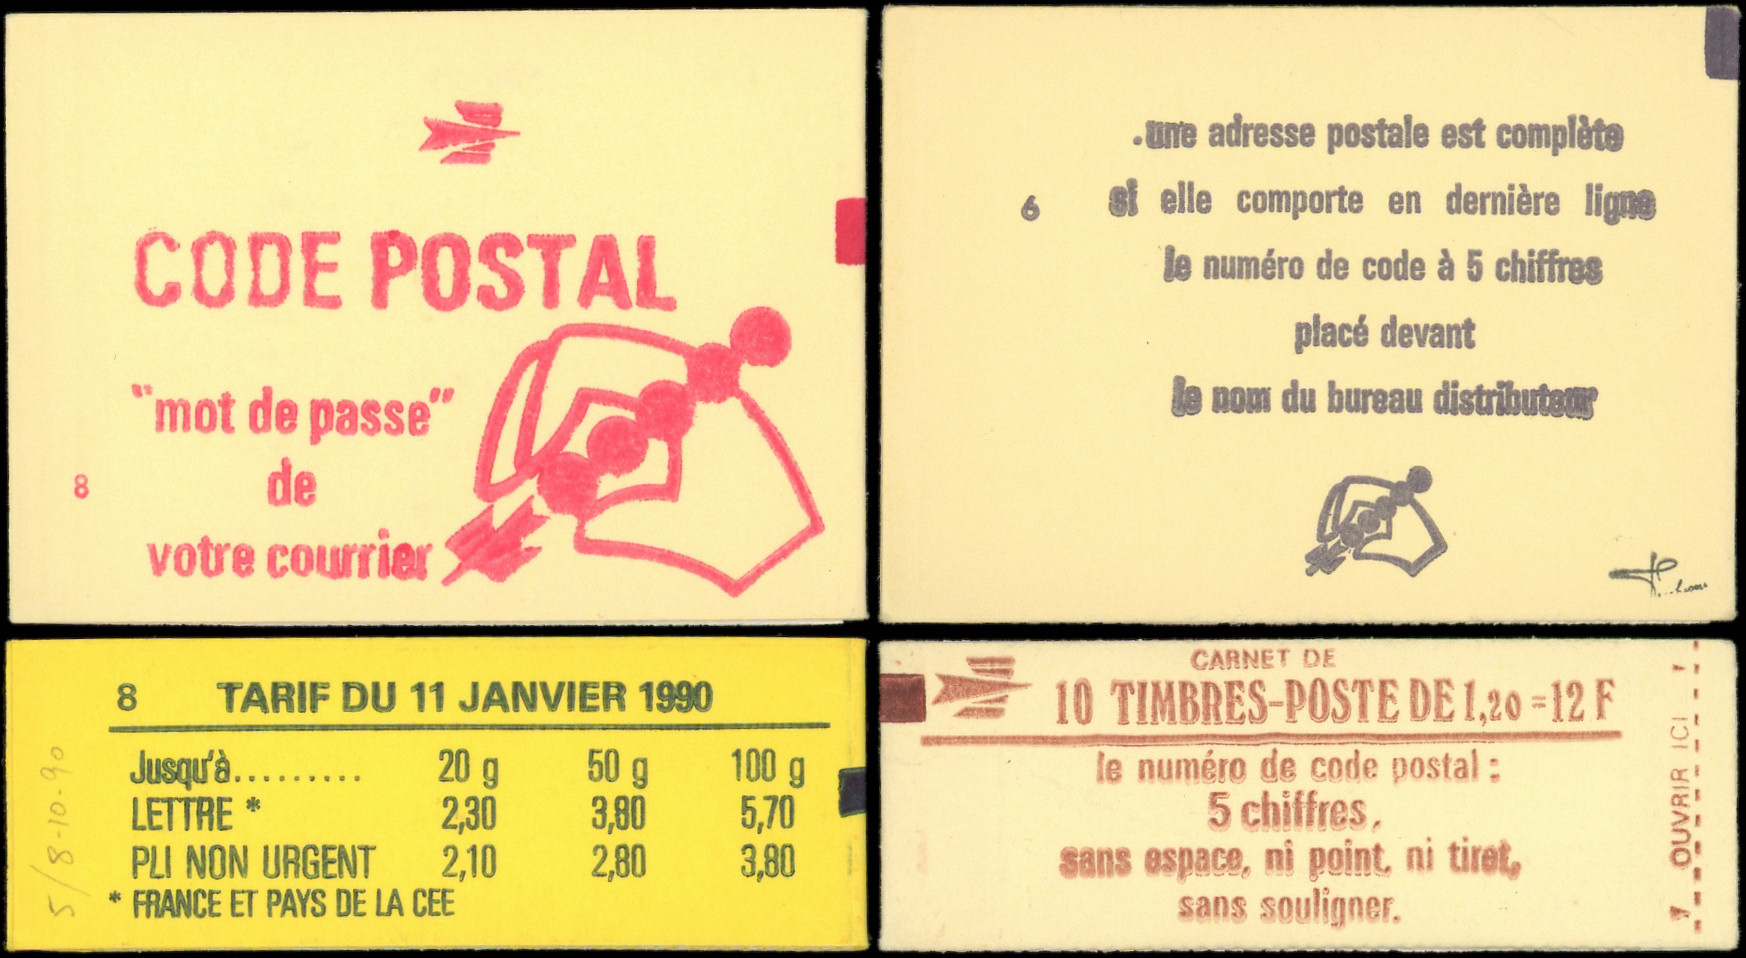 CODE POSTAL
"mot de passe"
de
8
votre courrier
.une adresse postale est complète
6
si elle comporte en dernière ligne
le numéro de code à 5 chiffres
placé devant
le nom du bureau distributeur
8 TARIF DU 11 JANVIER 1990
Jusqu'à......... 20 g 50 g 100 g
LETTRE * 2,30 3,80 5,70
PLI NON URGENT 2,10 2,80 3,80
* FRANCE ET PAYS DE LA CEE
5/8-10-90
CARNET DE
10 TIMBRES-POSTE DE 1,20 = 12 F
le numéro de code postal :
5 chiffres,
sans espace, ni point, ni tiret,
sans souligner.
OUVRIR ICI